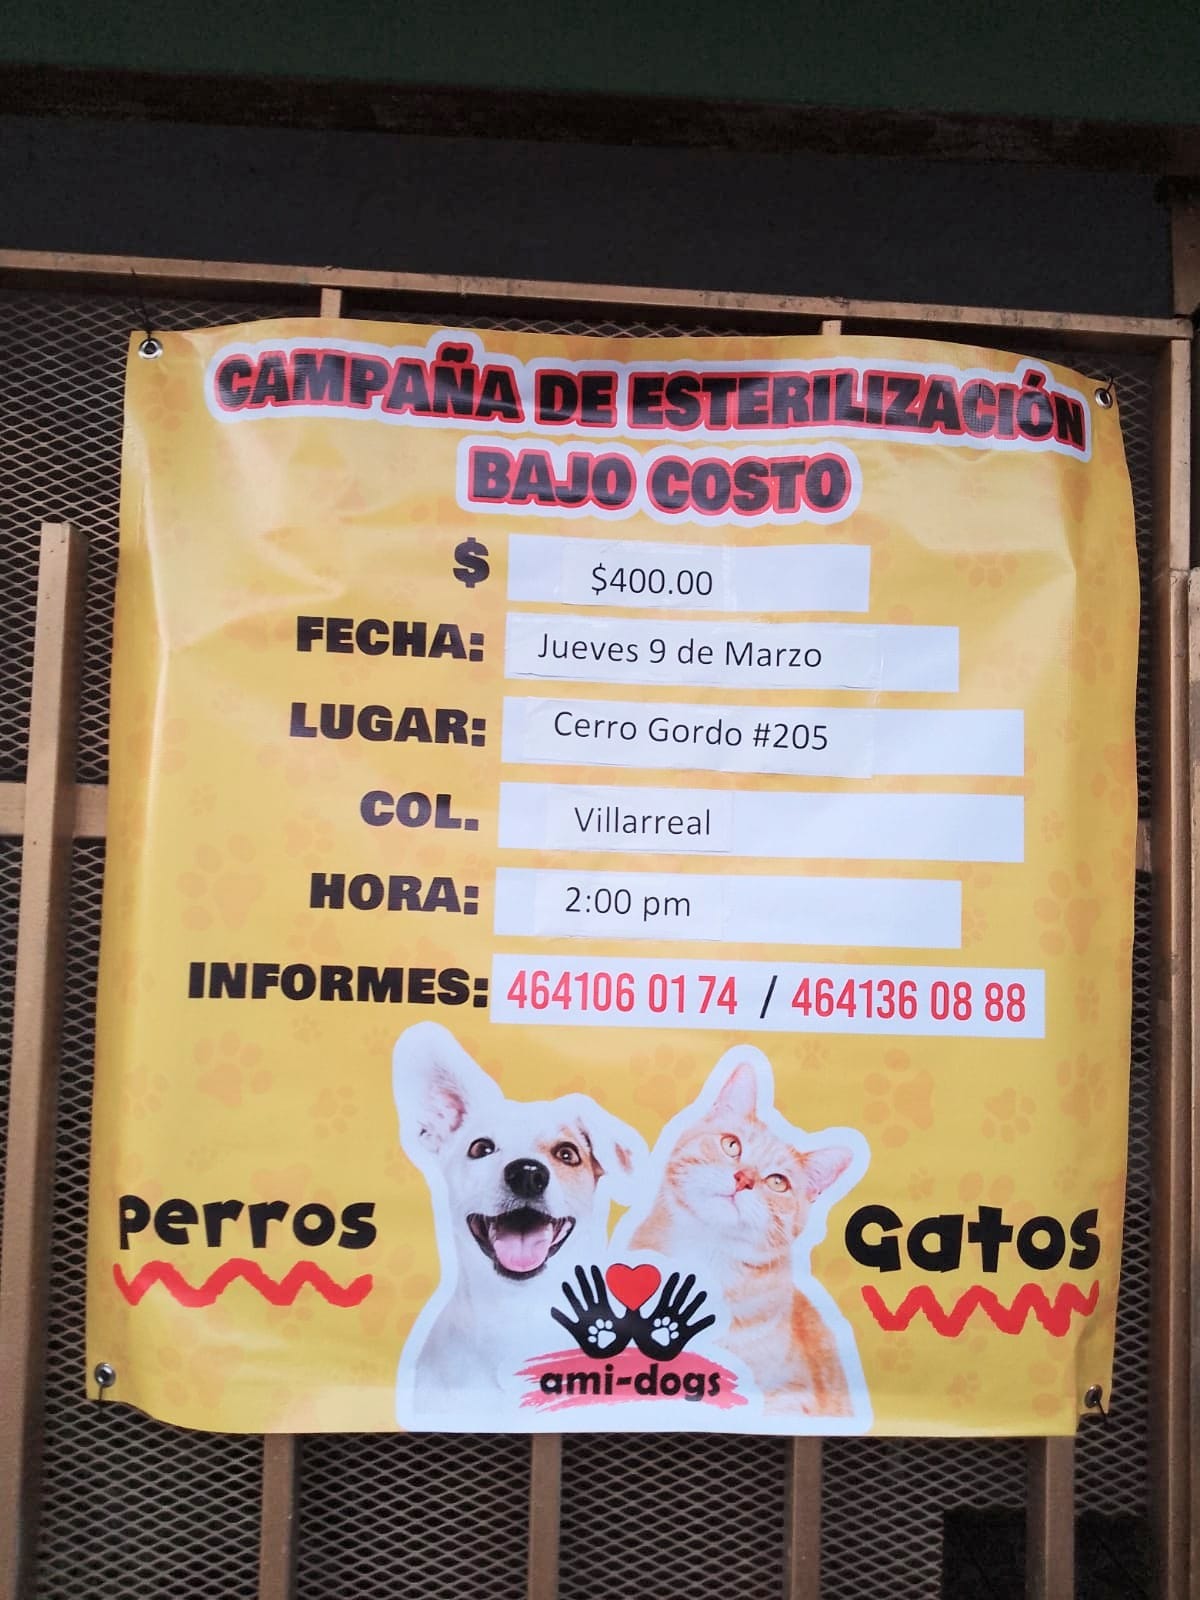 CAMPAÑA DE ESTERILIZACIÓN
BAJO COSTO
$ $400.00
FECHA: Jueves 9 de Marzo
LUGAR: Cerro Gordo #205
COL. Villarreal
HORA: 2:00 pm
INFORMES: 464106 01 74 / 464136 08 88
Perros
Gatos
ami-dogs